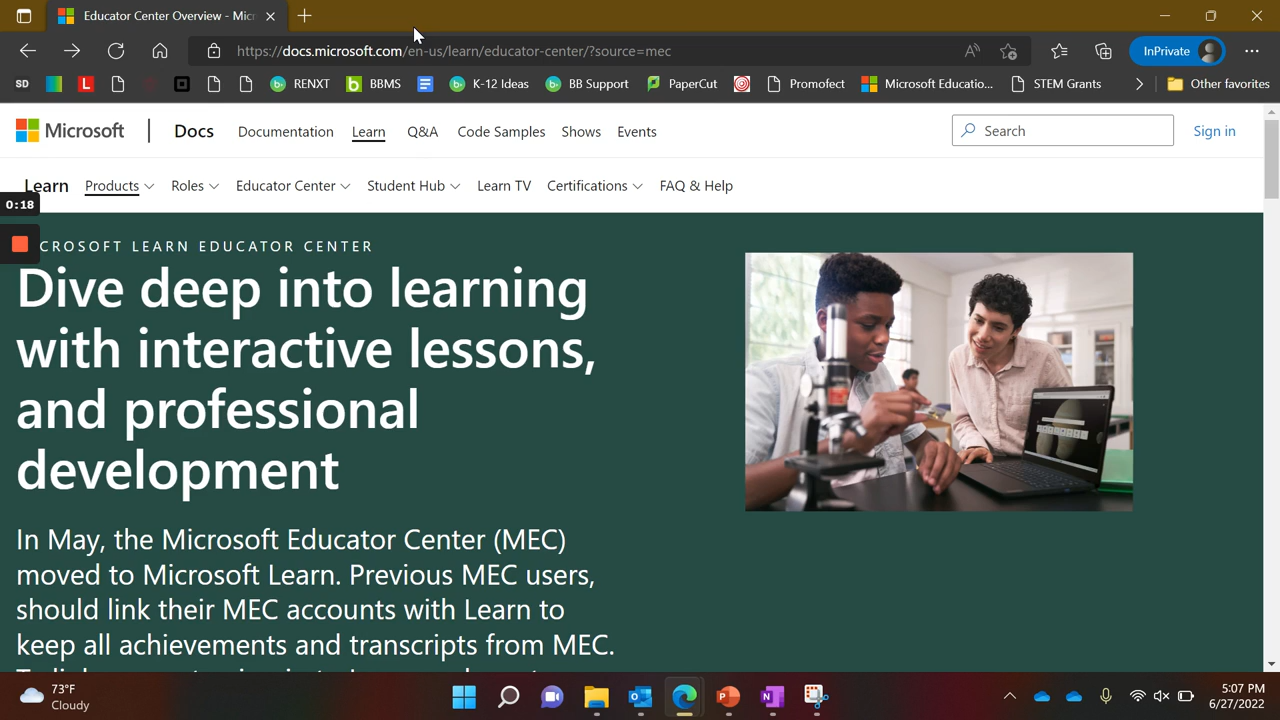 Educator Center Overview - Mic
https://docs.microsoft.com/en-us/learn/educator-center/?source=mec
InPrivate
SD
L
RENXT
BBMS
K-12 Ideas
BB Support
PaperCut
Promofect
Microsoft Educatio...
STEM Grants
Other favorites
Microsoft
Docs
Documentation
Learn
Q&A
Code Samples
Shows
Events
Search
Sign in
Learn
Products
Roles
Educator Center
Student Hub
Learn TV
Certifications
FAQ & Help
0:18
CROSOFT LEARN EDUCATOR CENTER
Dive deep into learning
with interactive lessons,
and professional
development
In May, the Microsoft Educator Center (MEC)
moved to Microsoft Learn. Previous MEC users,
should link their MEC accounts with Learn to
keep all achievements and transcripts from MEC.
73°F
Cloudy
5:07 PM
6/27/2022